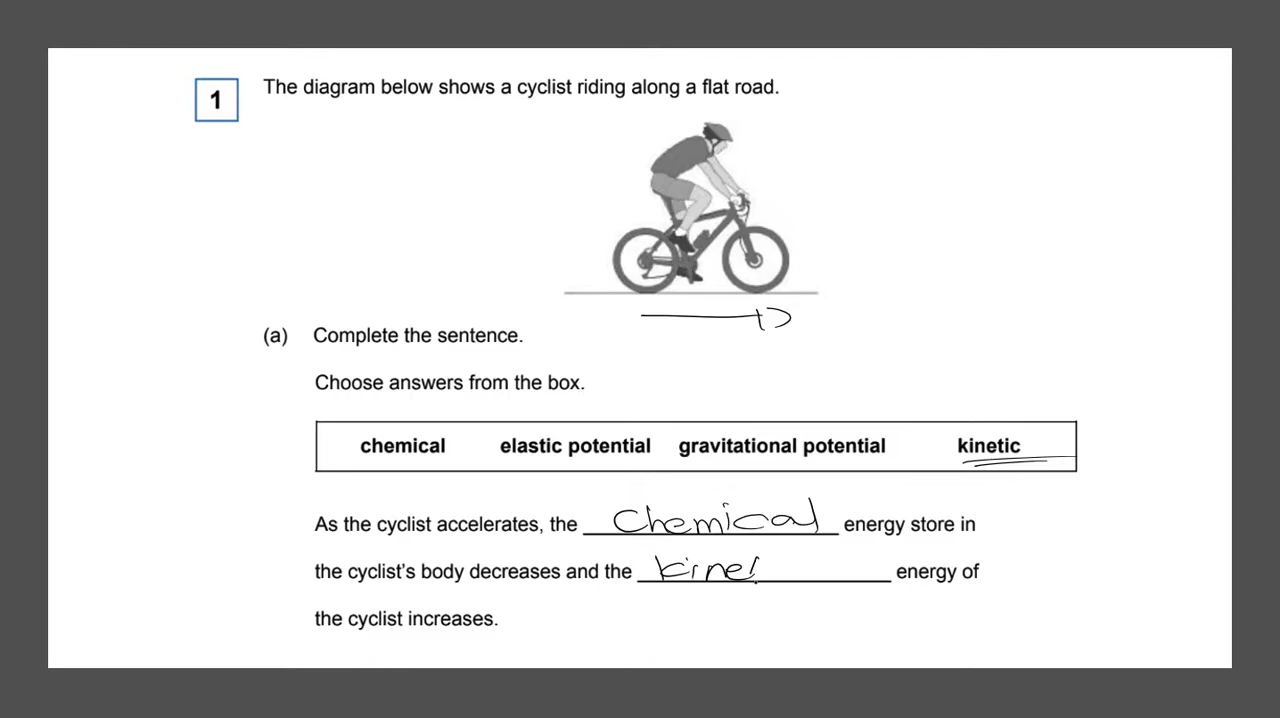 1 The diagram below shows a cyclist riding along a flat road.
(a) Complete the sentence.
Choose answers from the box.
chemical elastic potential gravitational potential kinetic
As the cyclist accelerates, the chemical energy store in
the cyclist's body decreases and the kine energy of
the cyclist increases.